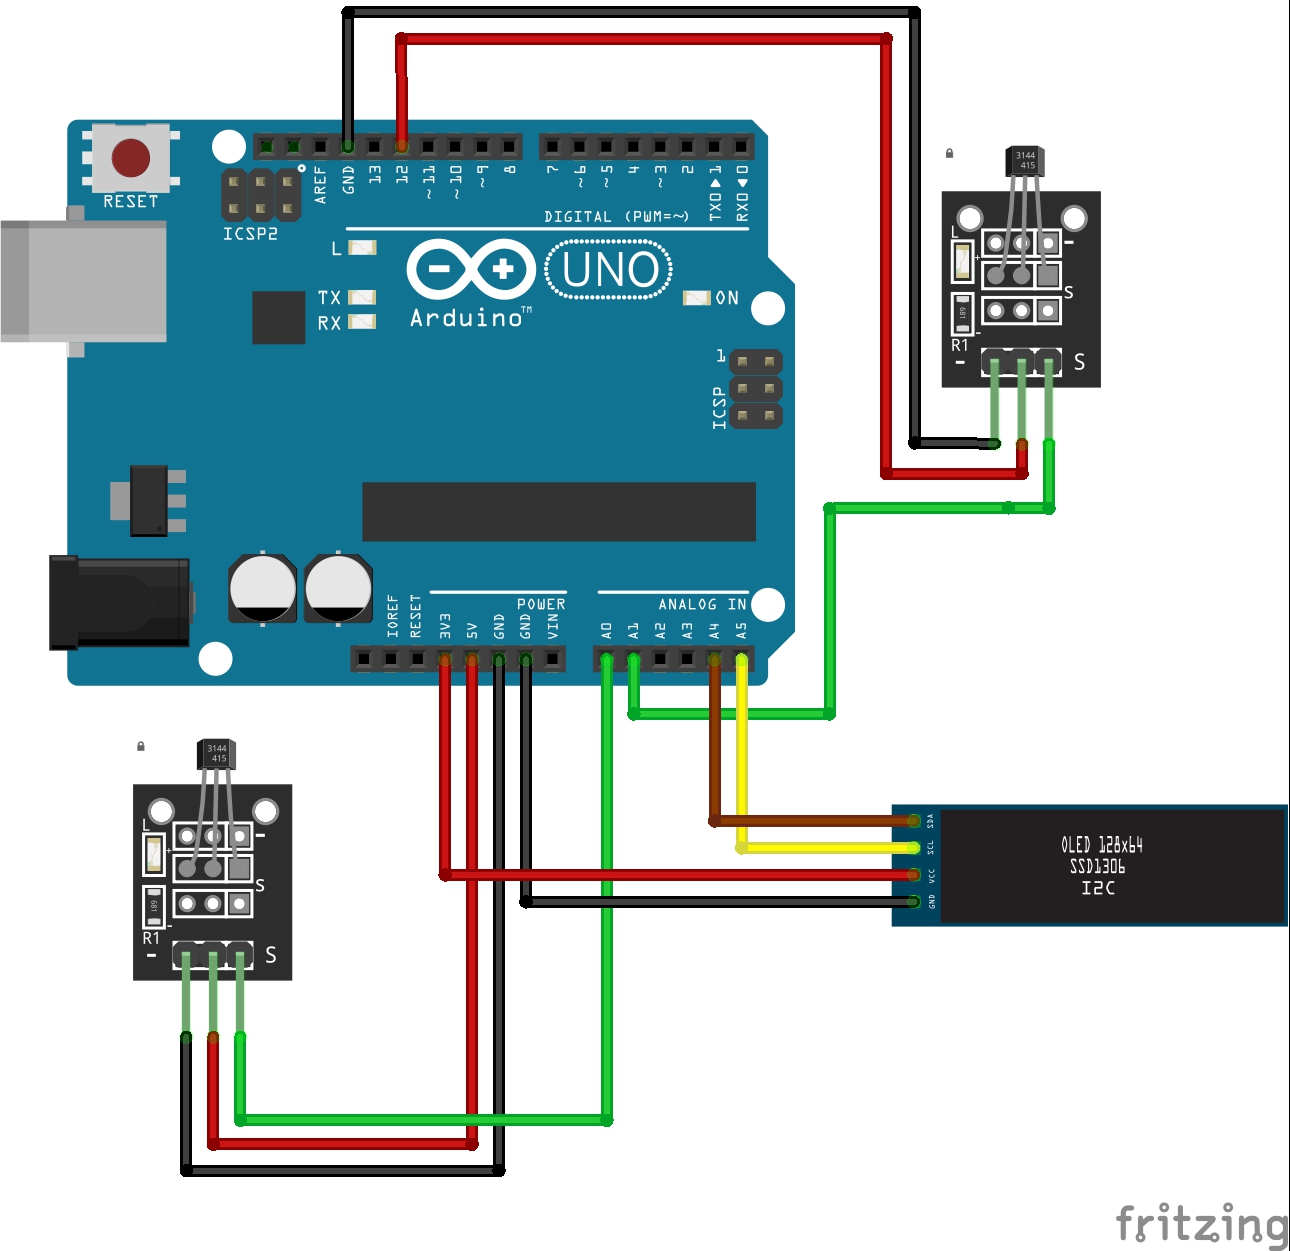 3144
415
L
+
-
S
R1
-
-
S
RESET
ICSP2
AREF
GND
13
12
~11
~10
~9
8
7
~6
~5
4
~3
2
TX0▶1
RX0◀0
DIGITAL (PWM=~)
L
TX
RX
UNO
Arduino™
ON
1
ICSP
IOREF
RESET
3V3
5V
GND
GND
VIN
POWER
A0
A1
A2
A3
A4
A5
ANALOG IN
3144
415
L
+
-
S
681
R1
-
-
S
SDA
SCL
VCC
GND
OLED 128x64
SSD1306
I2C
fritzing